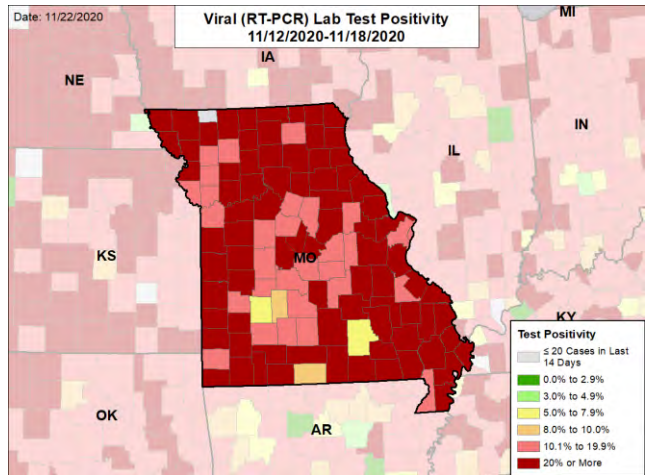 Date: 11/22/2020
Viral (RT-PCR) Lab Test Positivity
11/12/2020-11/18/2020
MI
IA
NE
IL
IN
KS
MO
KY
OK
AR
Test Positivity
≤ 20 Cases in Last
14 Days
0.0% to 2.9%
3.0% to 4.9%
5.0% to 7.9%
8.0% to 10.0%
10.1% to 19.9%
20% or More